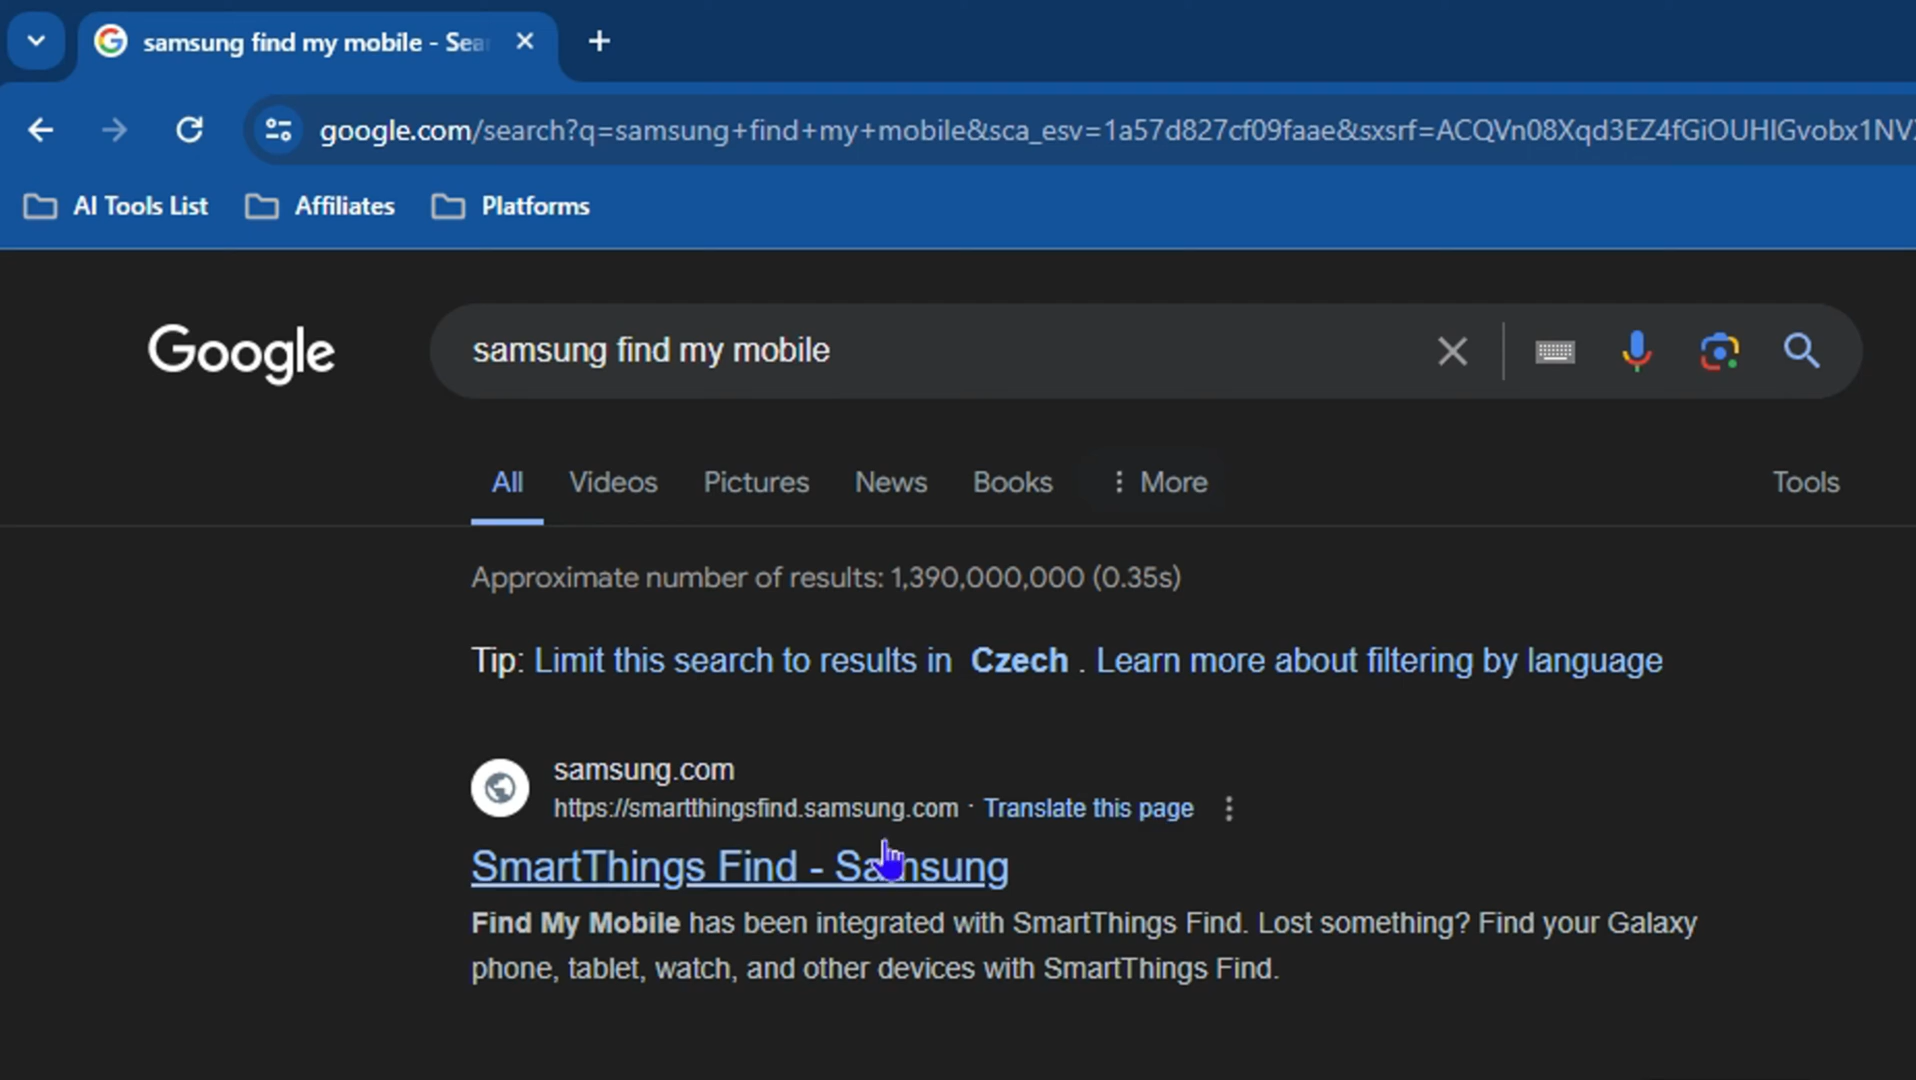 samsung find my mobile - Sea
google.com/search?q=samsung+find+my+mobile&sca_esv=1a57d827cf09faae&sxsrf=ACQVn08Xqd3EZ4fGiOUHIGvobx1NV
AI Tools List
Affiliates
Platforms
Google
samsung find my mobile
All
Videos
Pictures
News
Books
More
Tools
Approximate number of results: 1,390,000,000 (0.35s)
Tip: Limit this search to results in Czech . Learn more about filtering by language
samsung.com
https://smartthingsfind.samsung.com · Translate this page
SmartThings Find - Samsung
Find My Mobile has been integrated with SmartThings Find. Lost something? Find your Galaxy
phone, tablet, watch, and other devices with SmartThings Find.